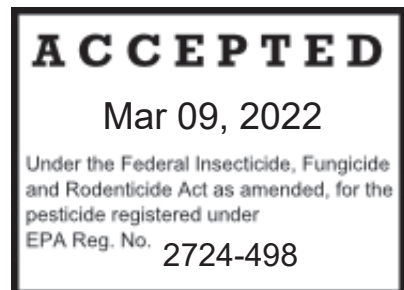 ACCEPTED
Mar 09, 2022
Under the Federal Insecticide, Fungicide
and Rodenticide Act as amended, for the
pesticide registered under
EPA Reg. No. 2724-498